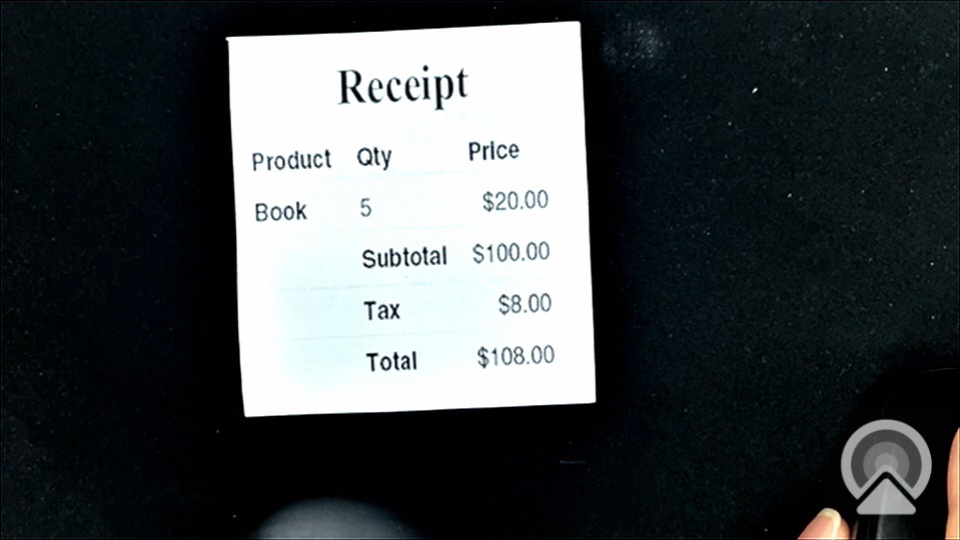 Receipt
Product Qty Price
Book 5 $20.00
Subtotal $100.00
Tax $8.00
Total $108.00